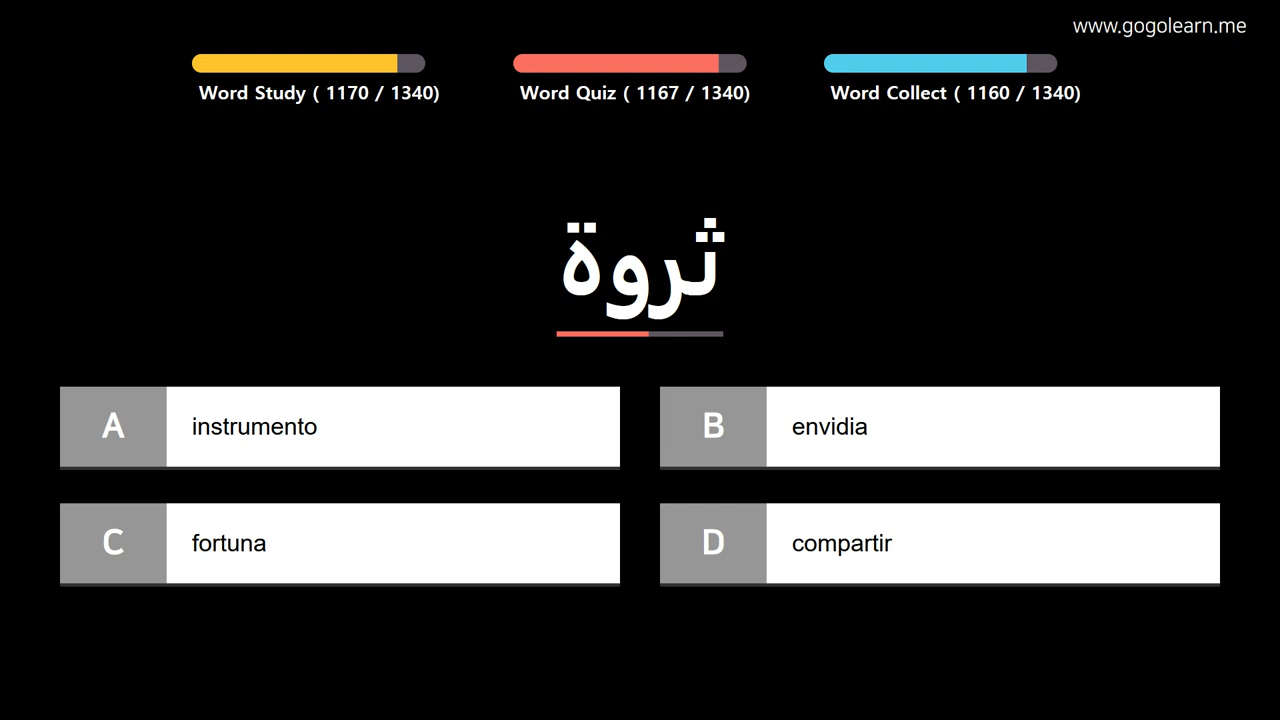 www.gogolearn.me
Word Study ( 1170 / 1340)
Word Quiz ( 1167 / 1340)
Word Collect ( 1160 / 1340)
ثروة
A instrumento
B envidia
C fortuna
D compartir